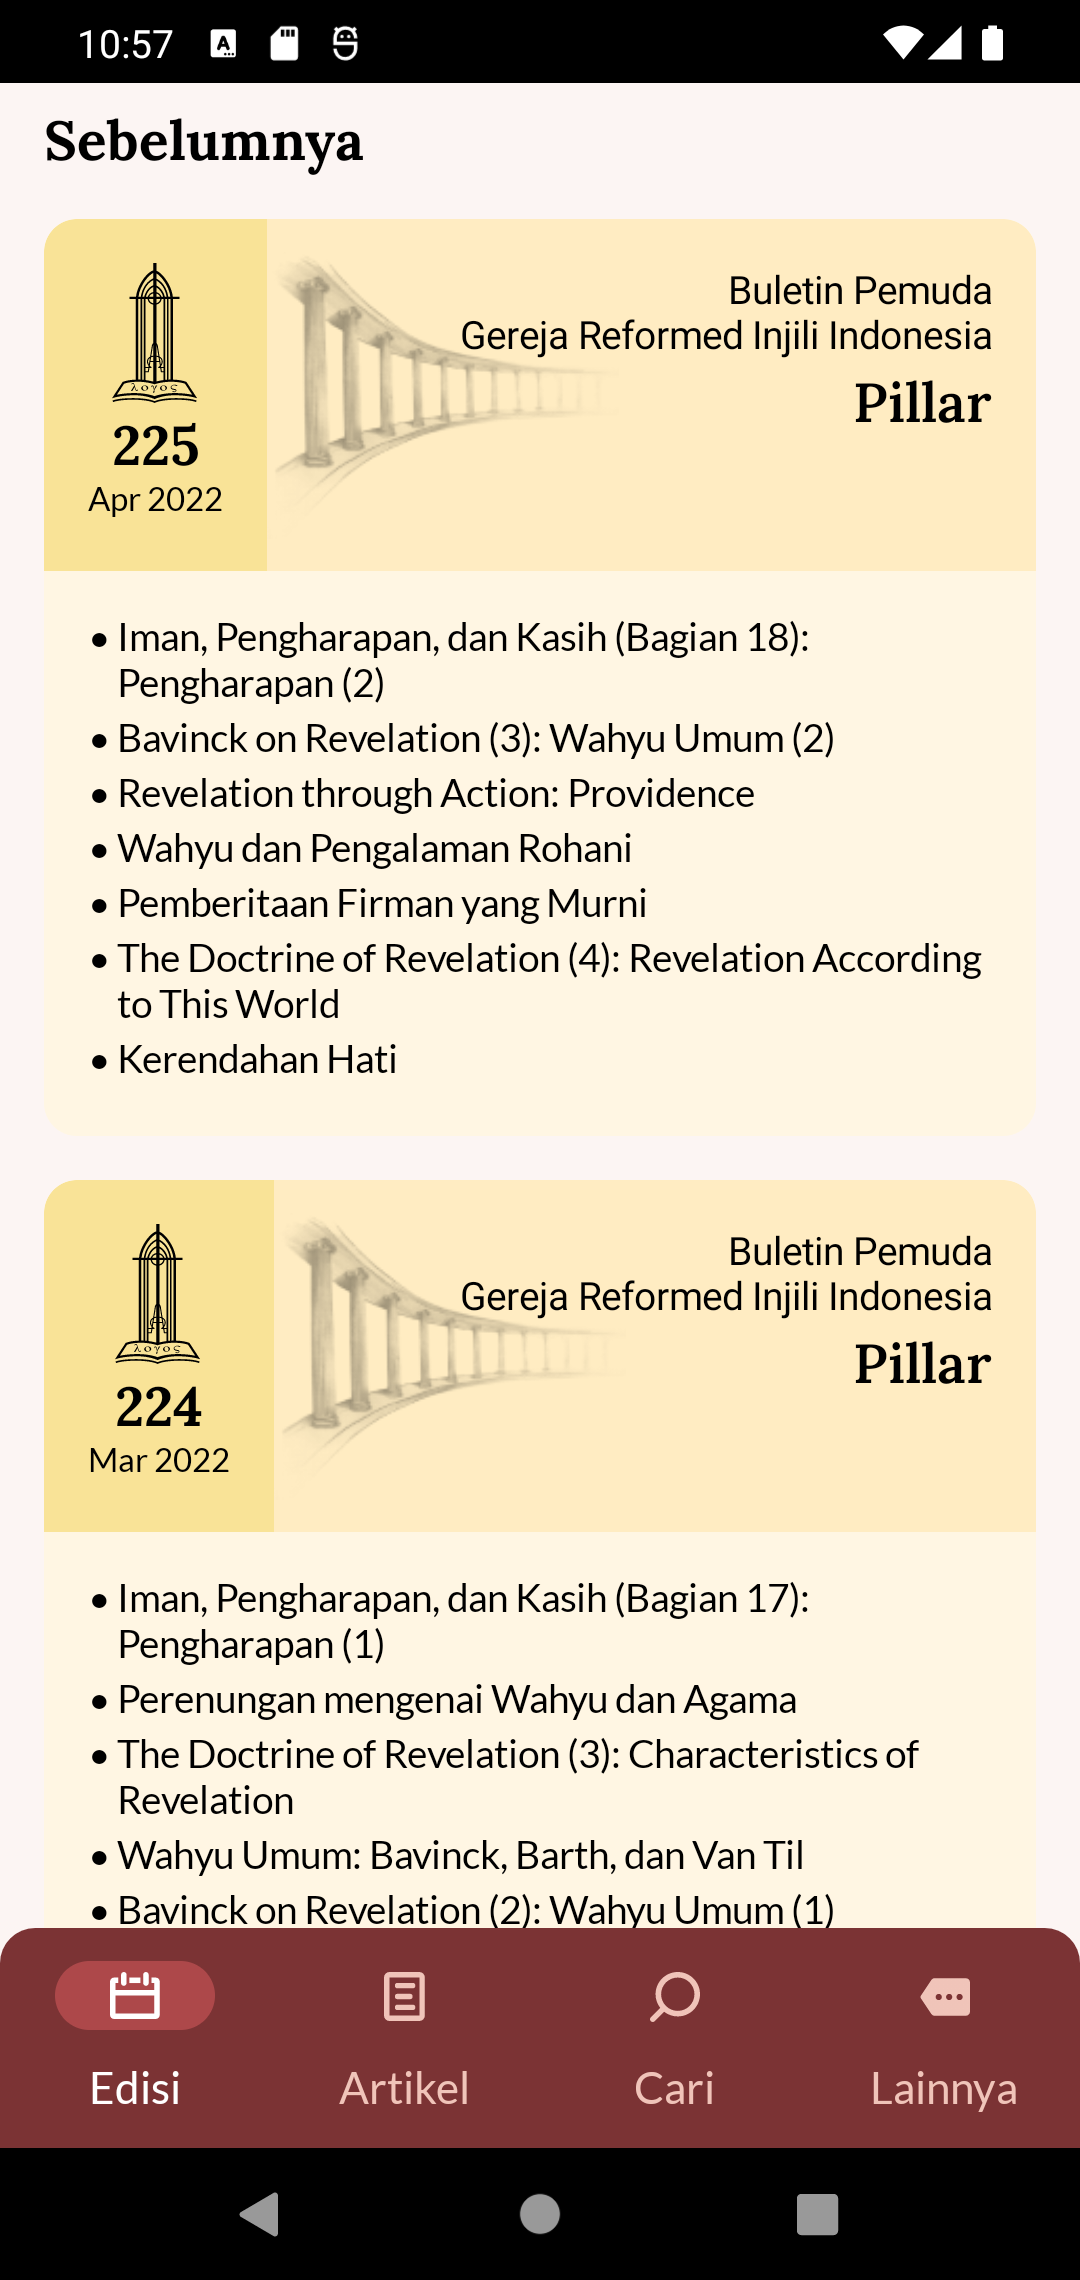 10:57
Sebelumnya
λογος
225
Apr 2022
Buletin Pemuda
Gereja Reformed Injili Indonesia
Pillar
• Iman, Pengharapan, dan Kasih (Bagian 18):
Pengharapan (2)
• Bavinck on Revelation (3): Wahyu Umum (2)
• Revelation through Action: Providence
• Wahyu dan Pengalaman Rohani
• Pemberitaan Firman yang Murni
• The Doctrine of Revelation (4): Revelation According
to This World
• Kerendahan Hati
λογος
224
Mar 2022
Buletin Pemuda
Gereja Reformed Injili Indonesia
Pillar
• Iman, Pengharapan, dan Kasih (Bagian 17):
Pengharapan (1)
• Perenungan mengenai Wahyu dan Agama
• The Doctrine of Revelation (3): Characteristics of
Revelation
• Wahyu Umum: Bavinck, Barth, dan Van Til
• Bavinck on Revelation (2): Wahyu Umum (1)
Edisi
Artikel
Cari
Lainnya